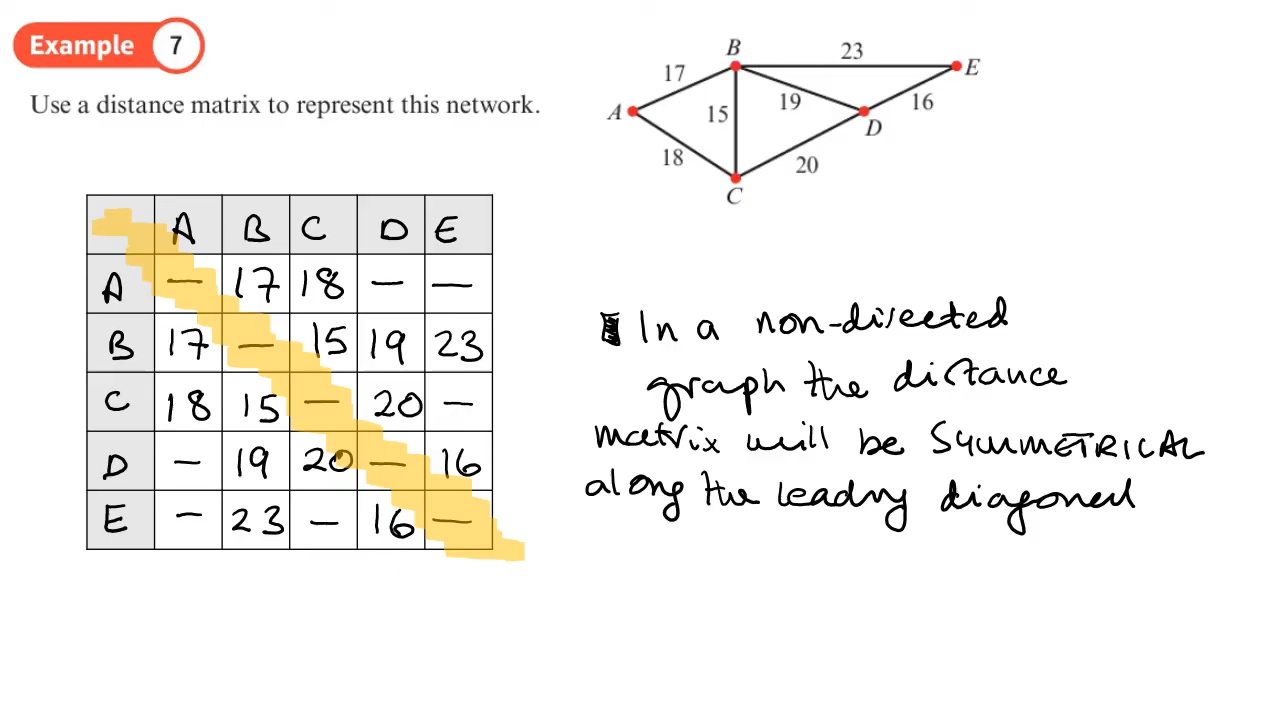 Example 7
Use a distance matrix to represent this network.
B
23
E
17
19
16
A
15
D
18
20
C
A B C D E
A — 17 18 — —
B 17 — 15 19 23
C 18 15 — 20 —
D — 19 20 — 16
E — 23 — 16 —
In a non-directed
graph the distance
matrix will be SYMMETRICAL
along the leading diagonal